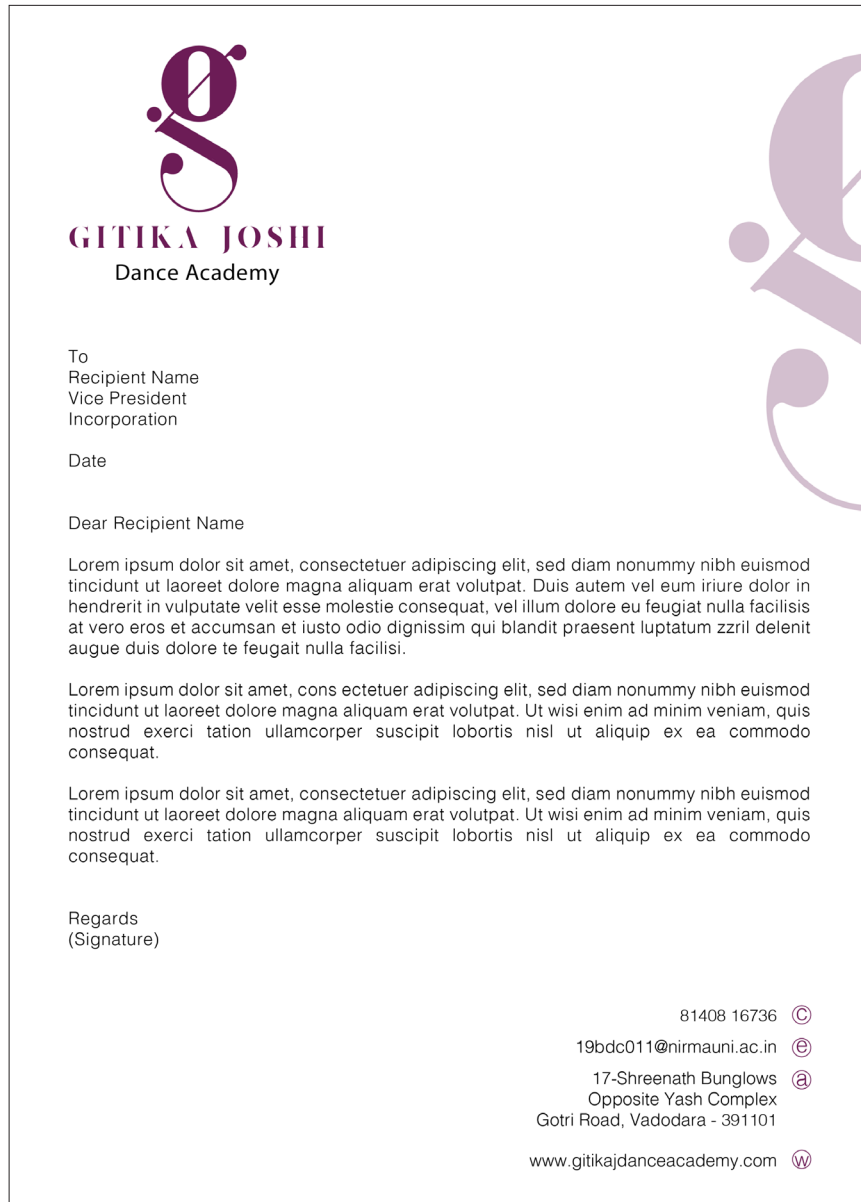 g
GITIKA JOSHI
Dance Academy
To
Recipient Name
Vice President
Incorporation
Date
Dear Recipient Name
Lorem ipsum dolor sit amet, consectetuer adipiscing elit, sed diam nonummy nibh euismod
tincidunt ut laoreet dolore magna aliquam erat volutpat. Duis autem vel eum iriure dolor in
hendrerit in vulputate velit esse molestie consequat, vel illum dolore eu feugiat nulla facilisis
at vero eros et accumsan et iusto odio dignissim qui blandit praesent luptatum zzril delenit
augue duis dolore te feugait nulla facilisi.
Lorem ipsum dolor sit amet, cons ectetuer adipiscing elit, sed diam nonummy nibh euismod
tincidunt ut laoreet dolore magna aliquam erat volutpat. Ut wisi enim ad minim veniam, quis
nostrud exerci tation ullamcorper suscipit lobortis nisl ut aliquip ex ea commodo
consequat.
Lorem ipsum dolor sit amet, consectetuer adipiscing elit, sed diam nonummy nibh euismod
tincidunt ut laoreet dolore magna aliquam erat volutpat. Ut wisi enim ad minim veniam, quis
nostrud exerci tation ullamcorper suscipit lobortis nisl ut aliquip ex ea commodo
consequat.
Regards
(Signature)
81408 16736 ©
19bdc011@nirmauni.ac.in ⓔ
17-Shreenath Bunglows ⓐ
Opposite Yash Complex
Gotri Road, Vadodara - 391101
www.gitikajdanceacademy.com ⓦ